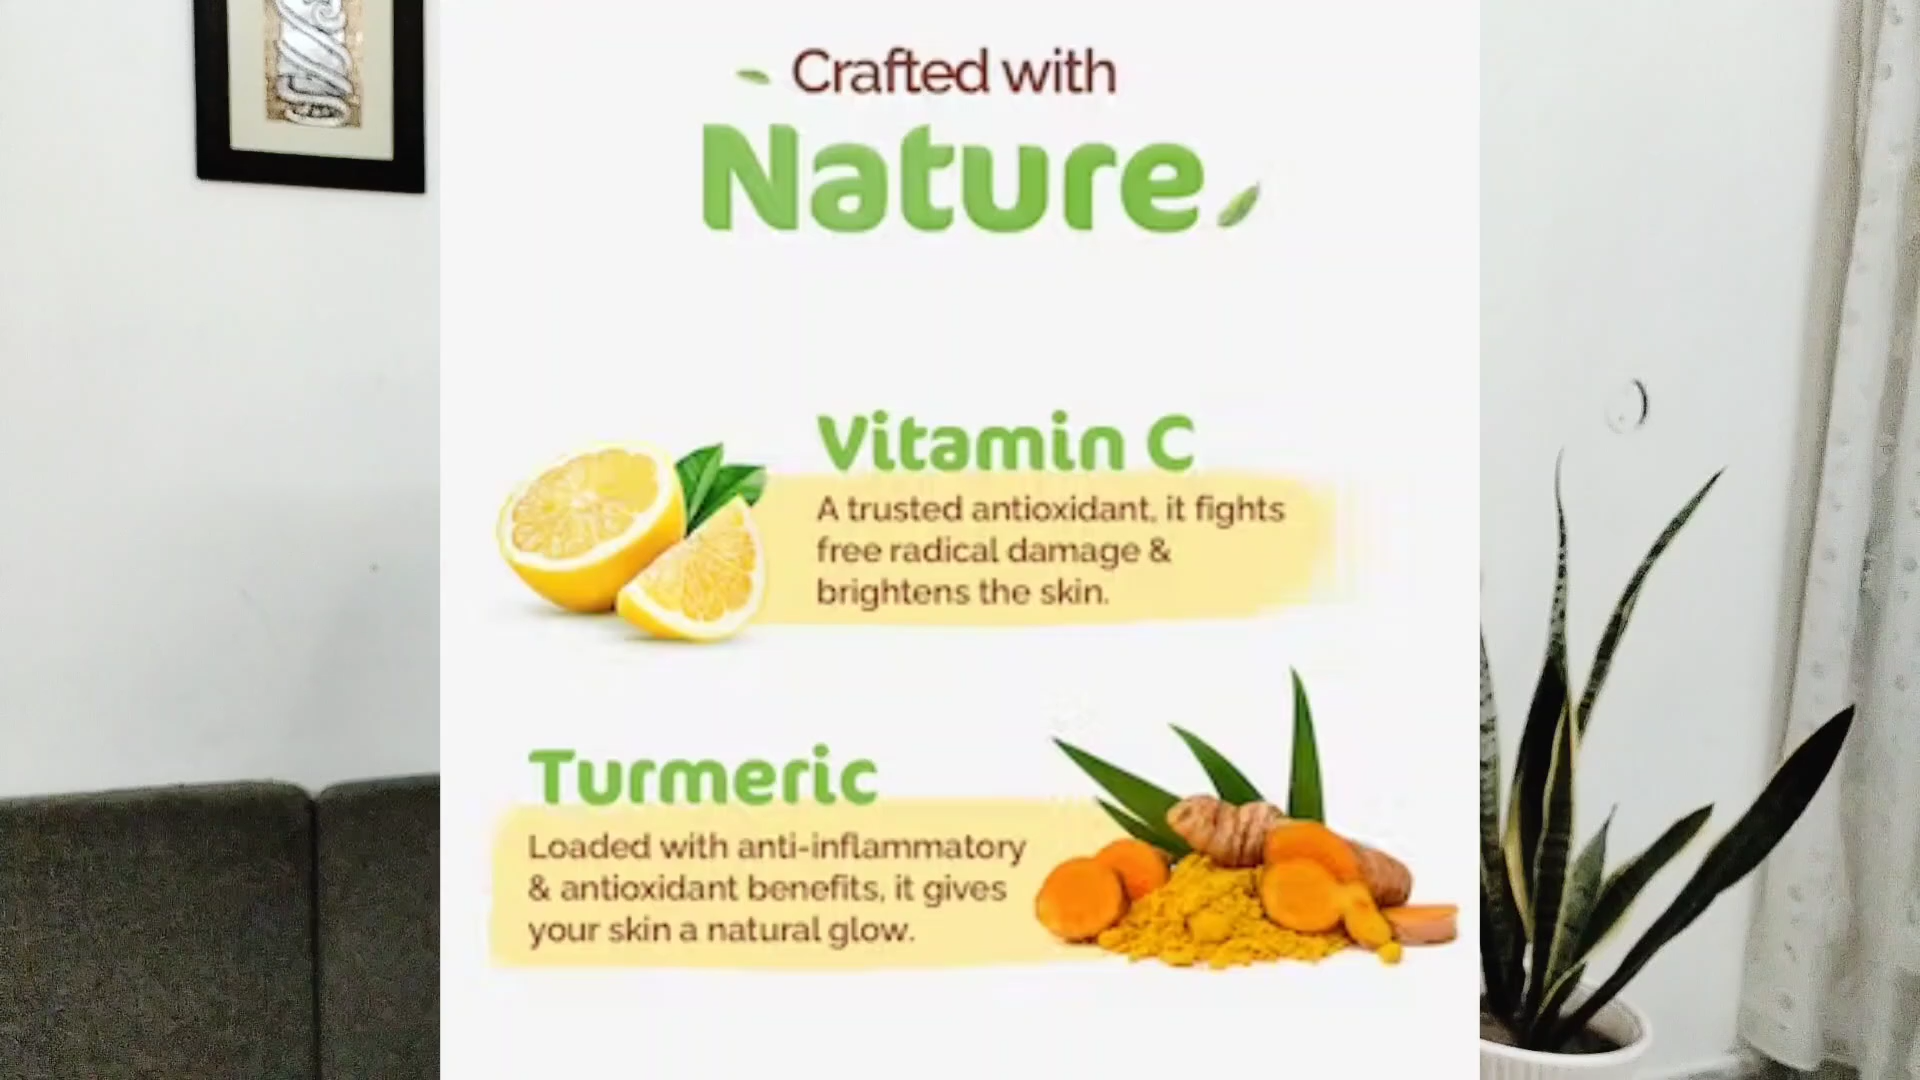 Crafted with
Nature
Vitamin C
A trusted antioxidant, it fights
free radical damage &
brightens the skin.
Turmeric
Loaded with anti-inflammatory
& antioxidant benefits, it gives
your skin a natural glow.